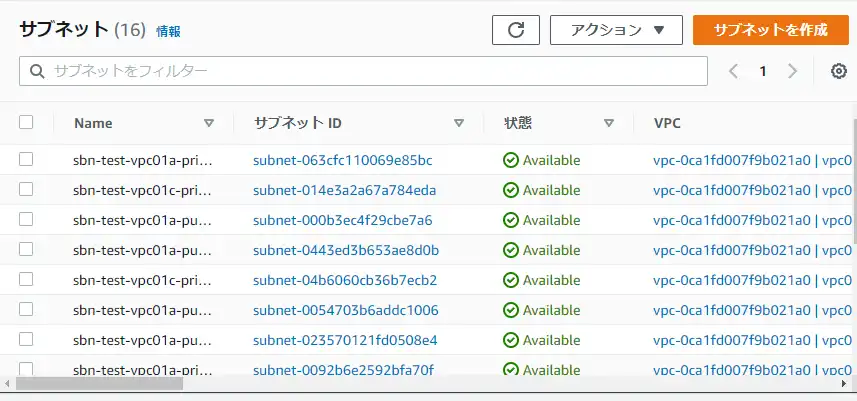 サブネット (16) 情報 アクション サブネットを作成
サブネットをフィルター 1
Name サブネット ID 状態 VPC
sbn-test-vpc01a-pri... subnet-063cfc110069e85bc Available vpc-0ca1fd007f9b021a0 | vpc0
sbn-test-vpc01c-pri... subnet-014e3a2a67a784eda Available vpc-0ca1fd007f9b021a0 | vpc0
sbn-test-vpc01a-pu... subnet-000b3ec4f29cbe7a6 Available vpc-0ca1fd007f9b021a0 | vpc0
sbn-test-vpc01a-pu... subnet-0443ed3b653ae8d0b Available vpc-0ca1fd007f9b021a0 | vpc0
sbn-test-vpc01c-pri... subnet-04b6060cb36b7ecb2 Available vpc-0ca1fd007f9b021a0 | vpc0
sbn-test-vpc01a-pu... subnet-0054703b6addc1006 Available vpc-0ca1fd007f9b021a0 | vpc0
sbn-test-vpc01a-pu... subnet-023570121fd0508e4 Available vpc-0ca1fd007f9b021a0 | vpc0
sbn-test-vpc01a-pri... subnet-0092b6e2592bfa70f Available vpc-0ca1fd007f9b021a0 | vpc0